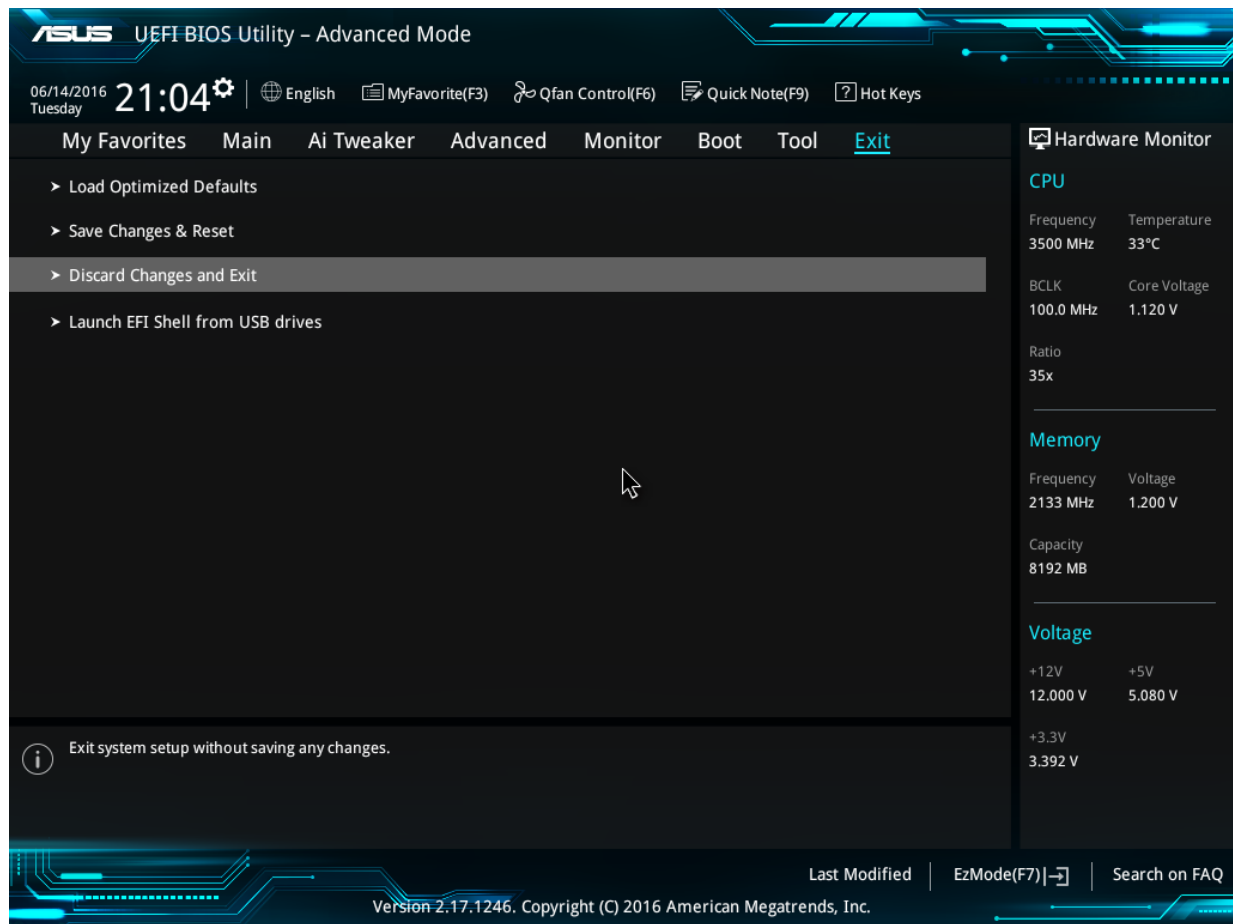 ASUS UEFI BIOS Utility – Advanced Mode
06/14/2016
Tuesday
21:04
English MyFavorite(F3) Qfan Control(F6) Quick Note(F9) ? Hot Keys
My Favorites Main Ai Tweaker Advanced Monitor Boot Tool Exit
Load Optimized Defaults
Save Changes & Reset
Discard Changes and Exit
Launch EFI Shell from USB drives
Hardware Monitor
CPU
Frequency Temperature
3500 MHz 33°C
BCLK Core Voltage
100.0 MHz 1.120 V
Ratio
35x
Memory
Frequency Voltage
2133 MHz 1.200 V
Capacity
8192 MB
Voltage
+12V +5V
12.000 V 5.080 V
+3.3V
3.392 V
Exit system setup without saving any changes.
Last Modified EzMode(F7) Search on FAQ
Version 2.17.1246. Copyright (C) 2016 American Megatrends, Inc.